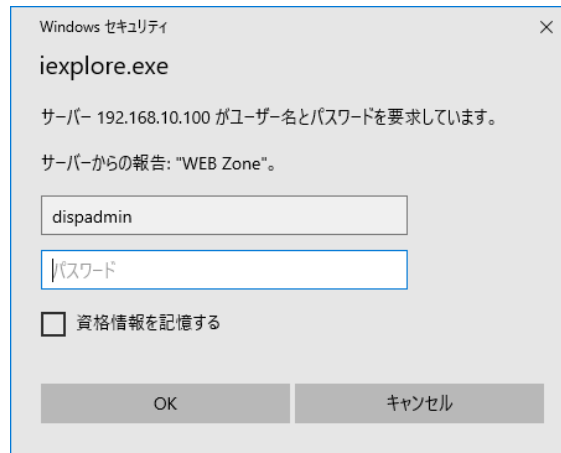 Windows セキュリティ
iexplore.exe
サーバー 192.168.10.100 がユーザー名とパスワードを要求しています。
サーバーからの報告: "WEB Zone"。
dispadmin
パスワード
資格情報を記憶する
OK
キャンセル